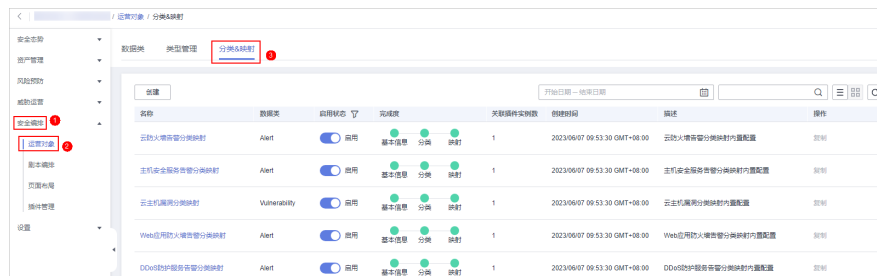 / 运营对象 / 分类&映射
安全态势
资产管理
风险预防
威胁运营
安全编排 1
运营对象 2
剧本编排
页面布局
插件管理
设置
数据类 类型管理 分类&映射 3
创建 开始日期 – 结束日期
名称 数据类 启用状态 完成度 关联插件实例数 创建时间 描述 操作
云防火墙告警分类映射 Alert 启用 基本信息 分类 映射 1 2023/06/07 09:53:30 GMT+08:00 云防火墙告警分类映射内置配置 复制
主机安全服务告警分类映射 Alert 启用 基本信息 分类 映射 1 2023/06/07 09:53:30 GMT+08:00 主机安全服务告警分类映射内置配置 复制
云主机漏洞分类映射 Vulnerability 启用 基本信息 分类 映射 1 2023/06/07 09:53:30 GMT+08:00 云主机漏洞分类映射内置配置 复制
Web应用防火墙告警分类映射 Alert 启用 基本信息 分类 映射 1 2023/06/07 09:53:30 GMT+08:00 Web应用防火墙告警分类映射内置配置 复制
DDoS防护服务告警分类映射 Alert 启用 基本信息 分类 映射 1 2023/06/07 09:53:30 GMT+08:00 DDoS防护服务告警分类映射内置配置 复制